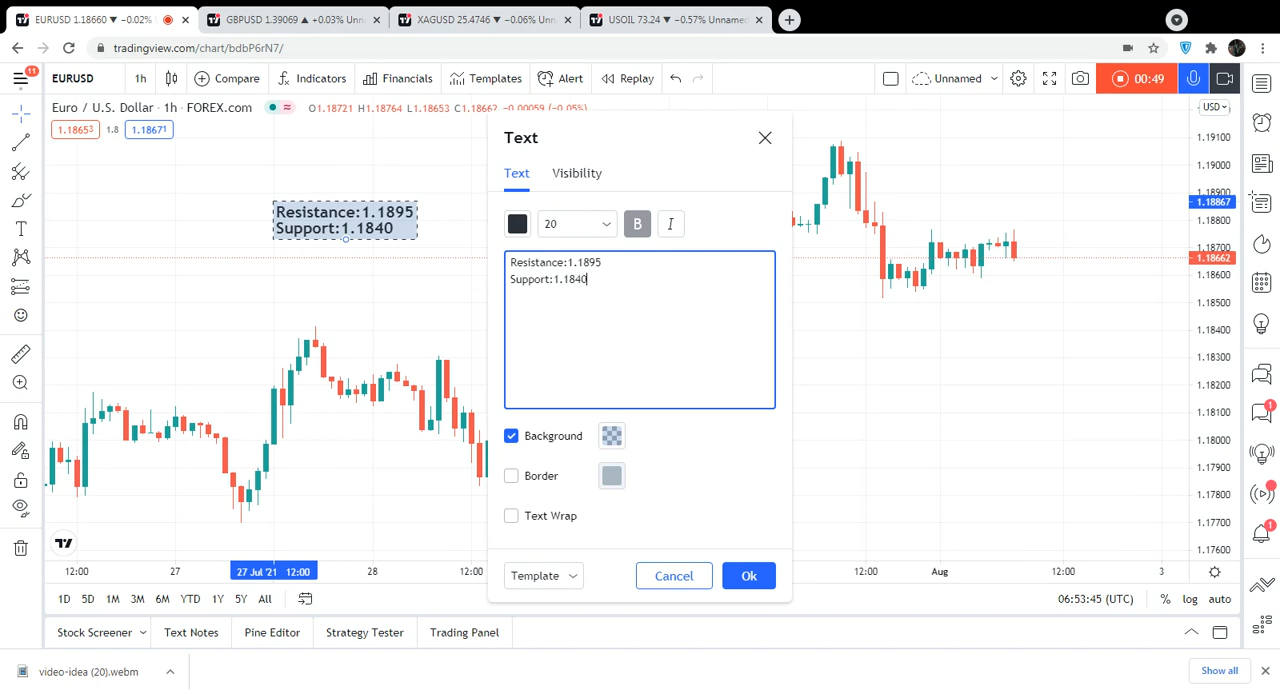 EURUSD 1.18660 ▼ −0.02%
GBPUSD 1.39069 ▲ +0.03% Unn
XAGUSD 25.4746 ▼ −0.06% Unn
USOIL 73.24 ▼ −0.57% Unnamed
tradingview.com/chart/bdbP6rN7/
11
EURUSD
1h
Compare
Indicators
Financials
Templates
Alert
Replay
Unnamed
00:49
Euro / U.S. Dollar · 1h · FOREX.com
O1.18721 H1.18764 L1.18653 C1.18662 −0.00059 (−0.05%)
USD
1.18653
1.8
1.18671
Resistance:1.1895
Support:1.1840
Text
Text
Visibility
20
B
I
Resistance:1.1895
Support:1.1840
Background
Border
Text Wrap
Template
Cancel
Ok
1.19100
1.19000
1.18900
1.18867
1.18800
1.18700
1.18662
1.18600
1.18500
1.18400
1.18300
1.18200
1.18100
1.18000
1.17900
1.17800
1.17700
1.17600
1
1
12:00
27
27 Jul '21 12:00
28
12:00
12:00
Aug
12:00
3
1D
5D
1M
3M
6M
YTD
1Y
5Y
All
06:53:45 (UTC)
%
log
auto
Stock Screener
Text Notes
Pine Editor
Strategy Tester
Trading Panel
video-idea (20).webm
Show all